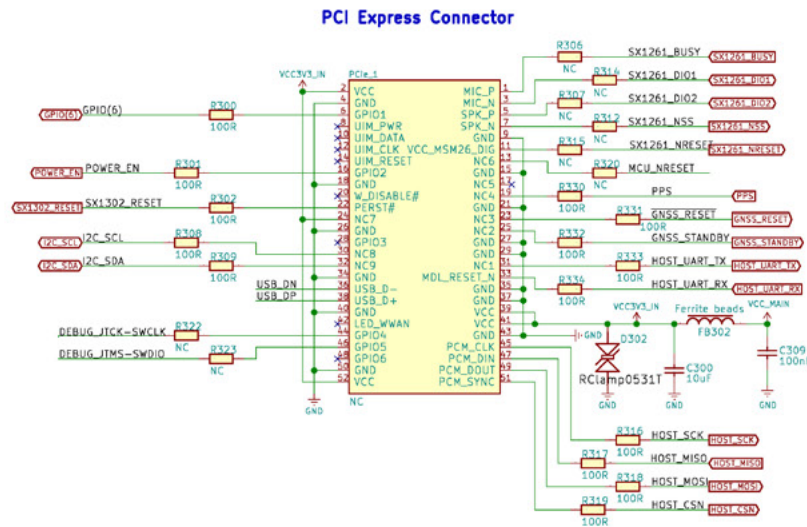 PCI Express Connector
PCIe_1
VCC3V3_IN
2 VCC
4 GND
6 GPIO1
8 UIM_PWR
10 UIM_DATA
12 UIM_CLK
14 UIM_RESET
16 GPIO2
18 GND
20 W_DISABLE#
22 PERST#
24 NC7
26 GND
28 GPIO3
30 NC8
32 NC9
34 GND
36 USB_D-
38 USB_D+
40 GND
42 LED_WWAN
44 GPIO4
46 GPIO5
48 GPIO6
50 GND
52 VCC
NC
GND
MIC_P 1
MIC_N 3
SPK_P 5
SPK_N 7
GND 9
VCC_MSM26_DIG 11
NC6 13
GND 15
NC5 17
NC4 19
GND 21
NC3 23
NC2 25
GND 27
GND 29
NC1 31
MDL_RESET_N 33
GND 35
GND 37
VCC 39
VCC 41
GND 43
PCM_CLK 45
PCM_DIN 47
PCM_DOUT 49
PCM_SYNC 51
GPIO(6) GPIO(6) R300 100R
POWER_EN POWER_EN R301 100R
SX1302_RESET SX1302_RESET R302 100R
I2C_SCL I2C_SCL R308 100R
I2C_SDA I2C_SDA R309 100R
USB_DN
USB_DP
DEBUG_JTCK-SWCLK R322 NC
DEBUG_JTMS-SWDIO R323 NC
R306 NC SX1261_BUSY SX1261_BUSY
R314 NC SX1261_DIO1 SX1261_DIO1
R307 NC SX1261_DIO2 SX1261_DIO2
R312 NC SX1261_NSS SX1261_NSS
R315 NC SX1261_NRESET SX1261_NRESET
R320 NC MCU_NRESET
R330 100R PPS PPS
R331 100R GNSS_RESET GNSS_RESET
R332 100R GNSS_STANDBY GNSS_STANDBY
R333 100R HOST_UART_TX HOST_UART_TX
R334 100R HOST_UART_RX HOST_UART_RX
VCC3V3_IN Ferrite beads VCC_MAIN
FB302
GND
D302
RClamp0531T
GND
C300
10uF
GND
C309
100nF
GND
R316 100R HOST_SCK HOST_SCK
R317 100R HOST_MISO HOST_MISO
R318 100R HOST_MOSI HOST_MOSI
R319 100R HOST_CSN HOST_CSN